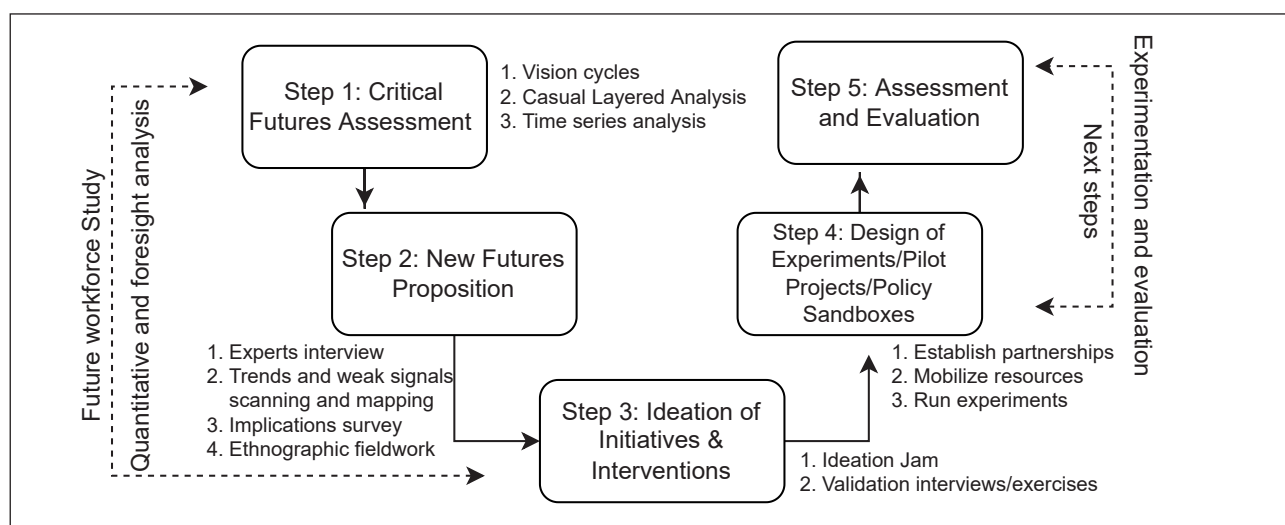 Future workforce Study
Quantitative and foresight analysis
Step 1: Critical
Futures Assessment
1. Vision cycles
2. Casual Layered Analysis
3. Time series analysis
Step 2: New Futures
Proposition
1. Experts interview
2. Trends and weak signals
scanning and mapping
3. Implications survey
4. Ethnographic fieldwork
Step 3: Ideation of
Initiatives &
Interventions
1. Ideation Jam
2. Validation interviews/exercises
Step 4: Design of
Experiments/Pilot
Projects/Policy
Sandboxes
1. Establish partnerships
2. Mobilize resources
3. Run experiments
Step 5: Assessment
and Evaluation
Next steps
Experimentation and evaluation